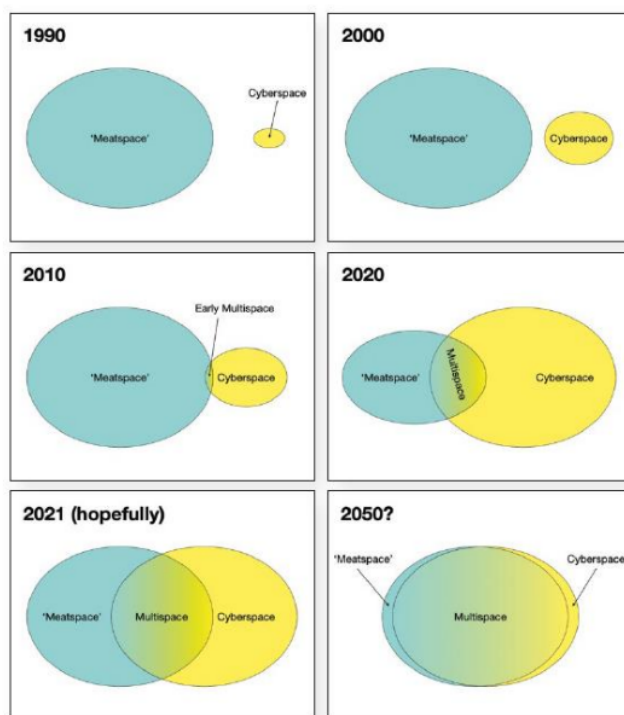 1990
Cyberspace
'Meatspace'
2000
'Meatspace'
Cyberspace
2010
Early Multispace
'Meatspace'
Cyberspace
2020
'Meatspace'
Multispace
Cyberspace
2021 (hopefully)
'Meatspace'
Multispace
Cyberspace
2050?
'Meatspace'
Cyberspace
Multispace